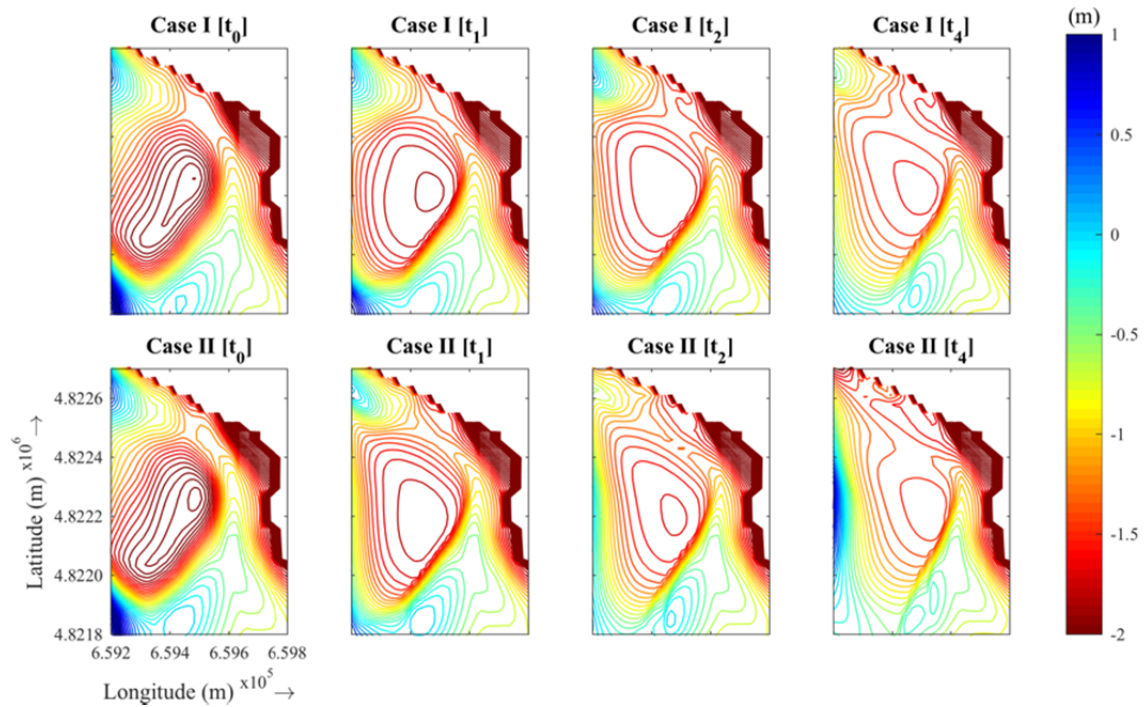 (m)
Case I [t0]
Case I [t1]
Case I [t2]
Case I [t4]
1
0.5
0
-0.5
-1
-1.5
-2
Case II [t0]
Case II [t1]
Case II [t2]
Case II [t4]
4.8226
4.8224
4.8222
4.8220
4.8218
Latitude (m) x10^6 →
6.592 6.594 6.596 6.598
Longitude (m) x10^5 →